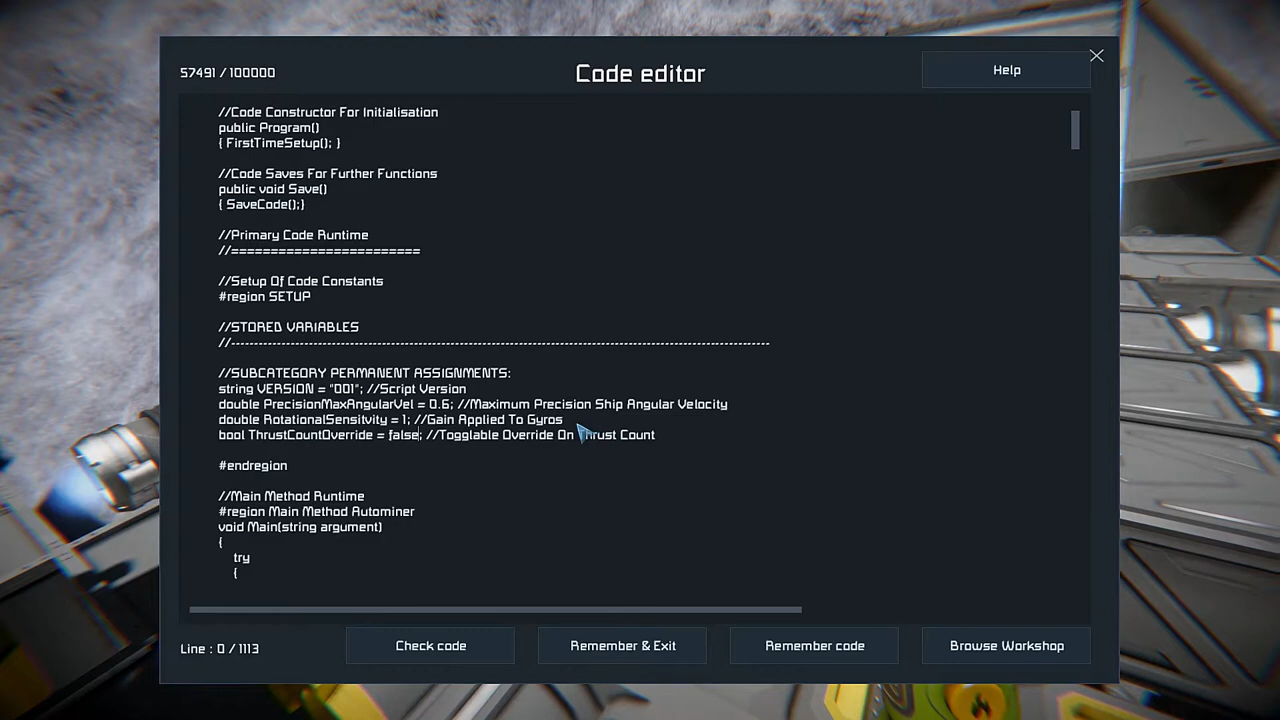 57491 / 100000
Code editor
Help
//Code Constructor For Initialisation
public Program()
{ FirstTimeSetup(); }
//Code Saves For Further Functions
public void Save()
{ SaveCode();}
//Primary Code Runtime
//========================
//Setup Of Code Constants
#region SETUP
//STORED VARIABLES
//---------------------------------------------------------------------------------------------------------------------
//SUBCATEGORY PERMANENT ASSIGNMENTS:
string VERSION = "001"; //Script Version
double PrecisionMaxAngularVel = 0.6; //Maximum Precision Ship Angular Velocity
double RotationalSensitvity = 1; //Gain Applied To Gyros
bool ThrustCountOverride = false; //Togglable Override On Thrust Count
#endregion
//Main Method Runtime
#region Main Method Autominer
void Main(string argument)
{
try
{
Line : 0 / 1113
Check code
Remember & Exit
Remember code
Browse Workshop